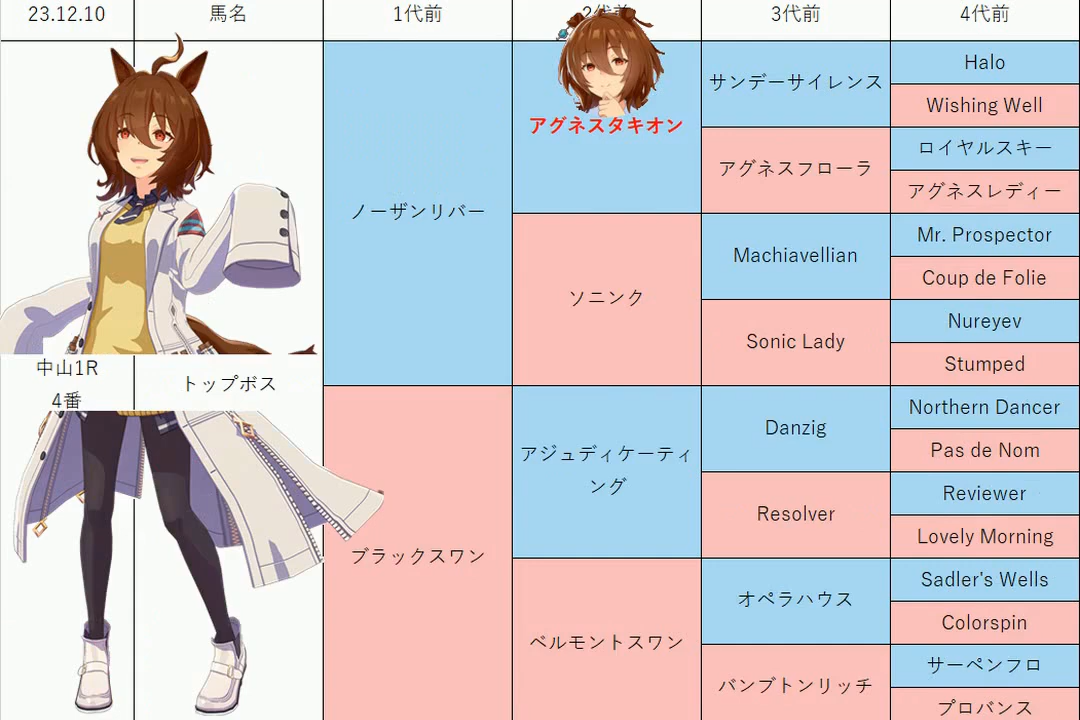 23.12.10 馬名 1代前 2代前 3代前 4代前
中山1R
4番
トップボス
ノーザンリバー
ブラックスワン
アグネスタキオン
ソニンク
アジュディケーティ
ング
ベルモントスワン
サンデーサイレンス
アグネスフローラ
Machiavellian
Sonic Lady
Danzig
Resolver
オペラハウス
バンブトンリッチ
Halo
Wishing Well
ロイヤルスキー
アグネスレディー
Mr. Prospector
Coup de Folie
Nureyev
Stumped
Northern Dancer
Pas de Nom
Reviewer
Lovely Morning
Sadler's Wells
Colorspin
サーペンフロ
プロバンス